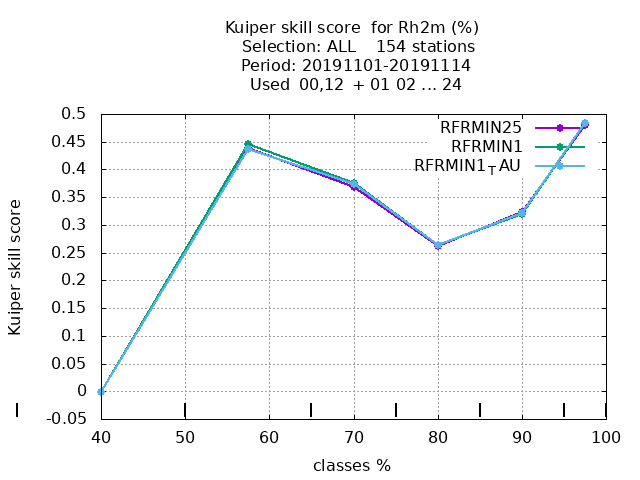 Kuiper skill score  for Rh2m (%)
Selection: ALL    154 stations
Period: 20191101-20191114
Used  00,12  + 01 02 ... 24
0.5
0.45
0.4
0.35
0.3
0.25
0.2
0.15
0.1
0.05
0
-0.05
Kuiper skill score
RFRMIN25
RFRMIN1
RFRMIN1TAU
40 50 60 70 80 90 100
classes %